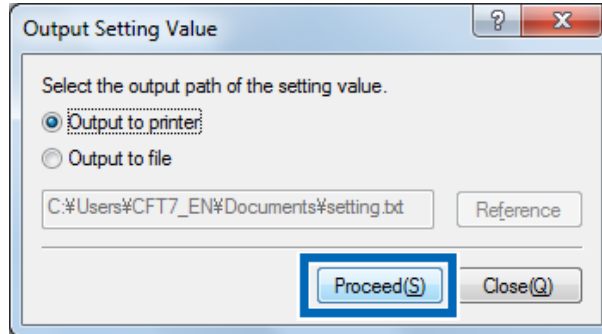 Output Setting Value
Select the output path of the setting value.
Output to printer
Output to file
C:¥Users¥CFT7_EN¥Documents¥setting.txt Reference
Proceed(S) Close(Q)